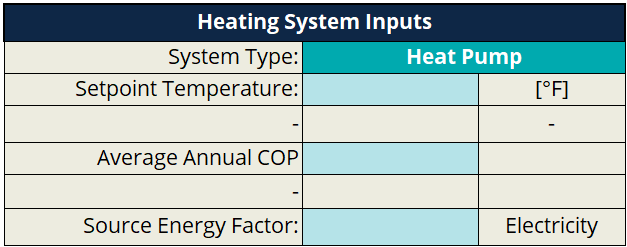 Heating System Inputs
System Type: Heat Pump
Setpoint Temperature: [°F]
- -
Average Annual COP
-
Source Energy Factor: Electricity